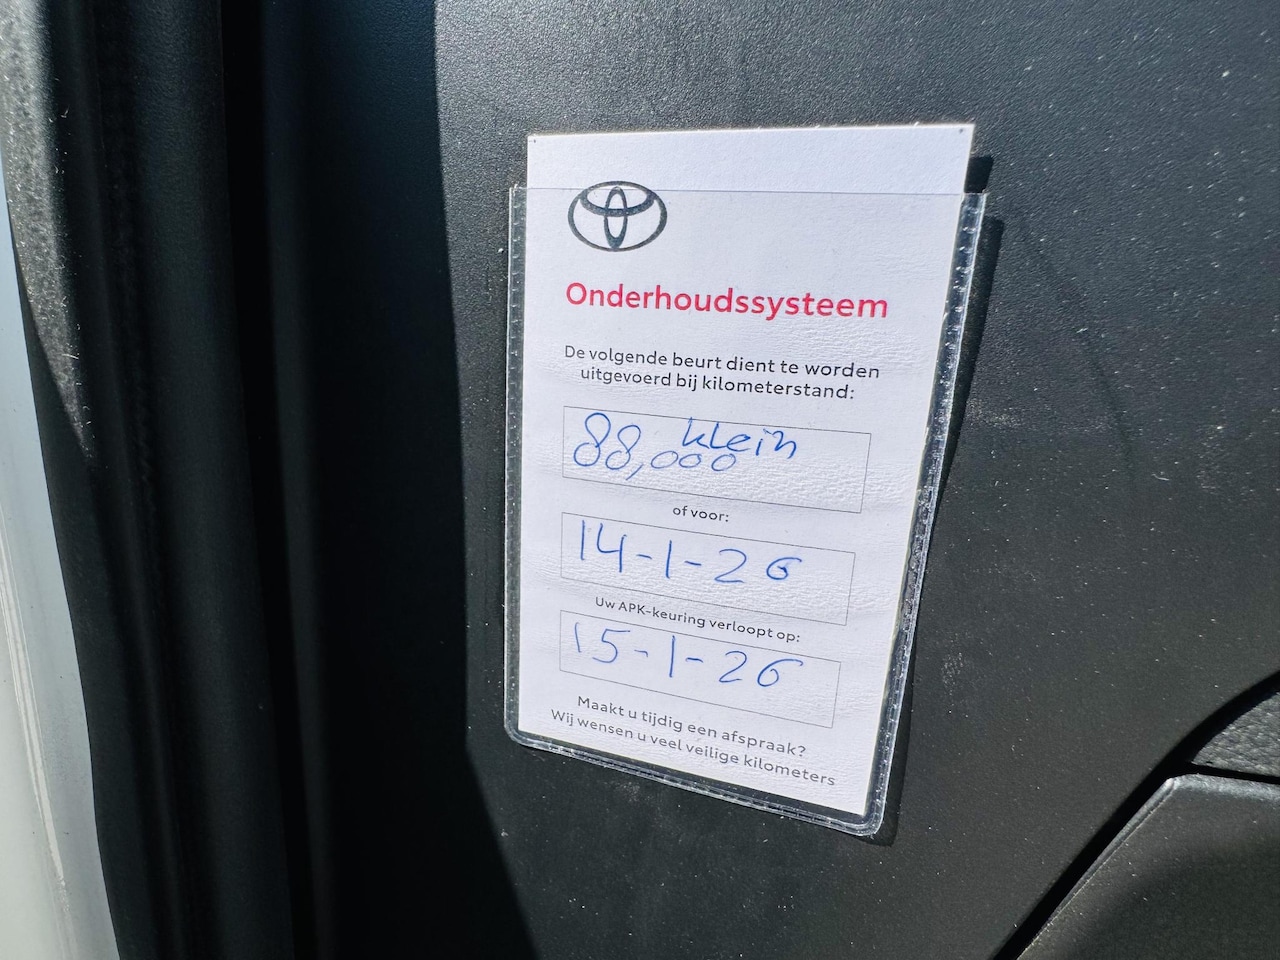 Onderhoudssysteem
De volgende beurt dient te worden
uitgevoerd bij kilometerstand:
klein
88,000
of voor:
14-1-26
Uw APK-keuring verloopt op:
15-1-26
Maakt u tijdig een afspraak?
Wij wensen u veel veilige kilometers